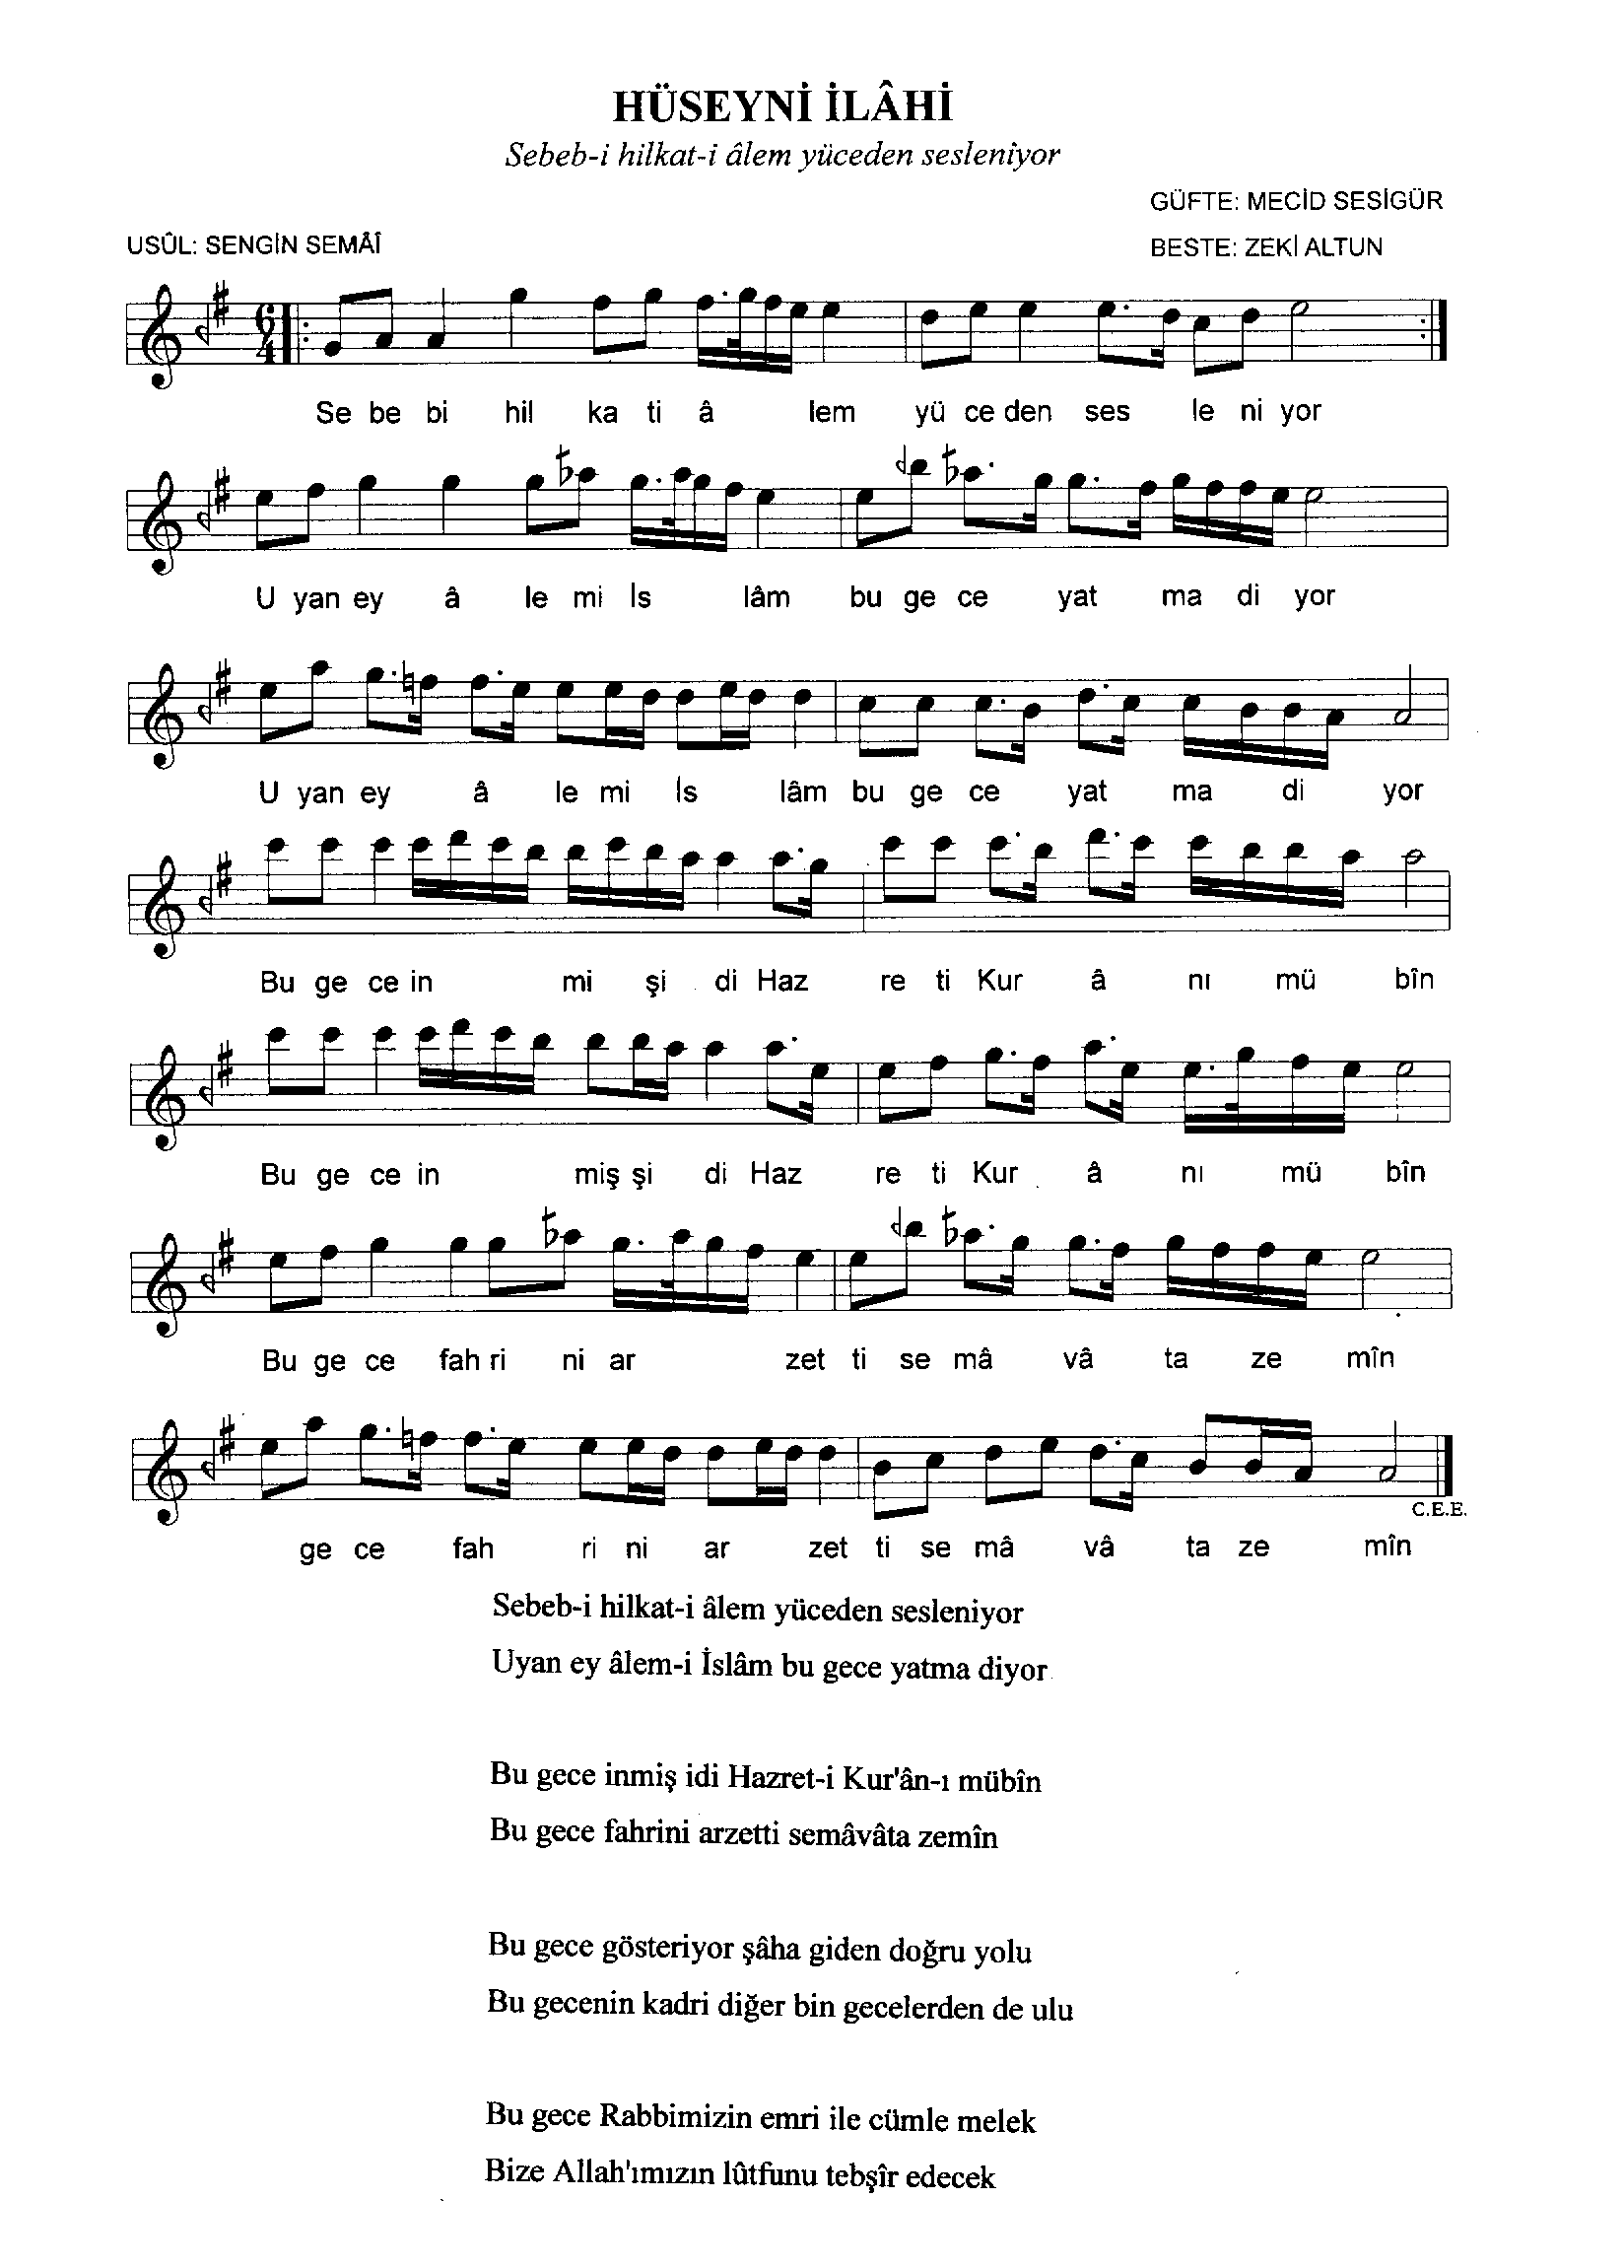 HÜSEYNİ İLÂHİ
Sebeb-i hilkat-i âlem yüceden sesleniyor
GÜFTE: MECİD SESİGÜR
USÛL: SENGİN SEMÂÎ
BESTE: ZEKİ ALTUN
6
4
Se be bi hil ka ti â lem yü ce den ses le ni yor
U yan ey â le mi İs lâm bu ge ce yat ma di yor
U yan ey â le mi İs lâm bu ge ce yat ma di yor
Bu ge ce in mi şi di Haz re ti Kur â nı mü bîn
Bu ge ce in miş şi di Haz re ti Kur â nı mü bîn
Bu ge ce fah ri ni ar zet ti se mâ vâ ta ze mîn
C.E.E.
ge ce fah ri ni ar zet ti se mâ vâ ta ze mîn
Sebeb-i hilkat-i âlem yüceden sesleniyor
Uyan ey âlem-i İslâm bu gece yatma diyor
Bu gece inmiş idi Hazret-i Kur'ân-ı mübîn
Bu gece fahrini arzetti semâvâta zemîn
Bu gece gösteriyor şâha giden doğru yolu
Bu gecenin kadri diğer bin gecelerden de ulu
Bu gece Rabbimizin emri ile cümle melek
Bize Allah'ımızın lûtfunu tebşîr edecek